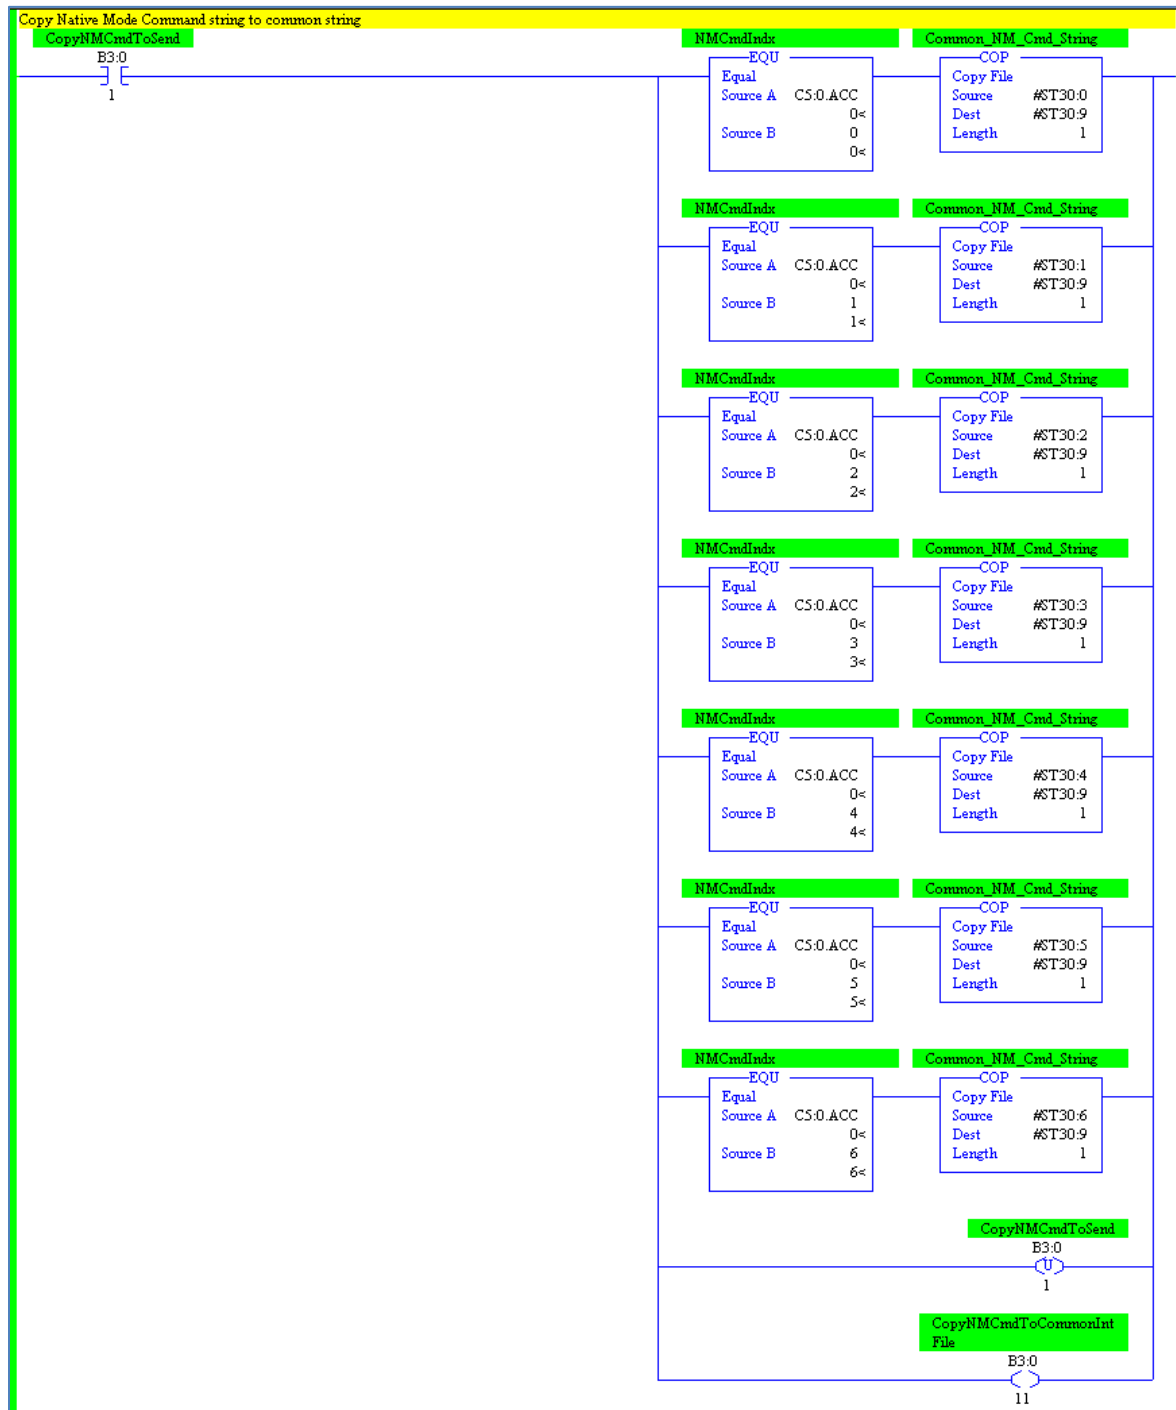 Copy Native Mode Command string to common string
CopyNMCmdToSend
B3:0
1
NMCmdIndx
EQU
Equal
Source A C5:0.ACC
0<
Source B 0
0<
Common_NM_Cmd_String
COP
Copy File
Source #ST30:0
Dest #ST30:9
Length 1
NMCmdIndx
EQU
Equal
Source A C5:0.ACC
0<
Source B 1
1<
Common_NM_Cmd_String
COP
Copy File
Source #ST30:1
Dest #ST30:9
Length 1
NMCmdIndx
EQU
Equal
Source A C5:0.ACC
0<
Source B 2
2<
Common_NM_Cmd_String
COP
Copy File
Source #ST30:2
Dest #ST30:9
Length 1
NMCmdIndx
EQU
Equal
Source A C5:0.ACC
0<
Source B 3
3<
Common_NM_Cmd_String
COP
Copy File
Source #ST30:3
Dest #ST30:9
Length 1
NMCmdIndx
EQU
Equal
Source A C5:0.ACC
0<
Source B 4
4<
Common_NM_Cmd_String
COP
Copy File
Source #ST30:4
Dest #ST30:9
Length 1
NMCmdIndx
EQU
Equal
Source A C5:0.ACC
0<
Source B 5
5<
Common_NM_Cmd_String
COP
Copy File
Source #ST30:5
Dest #ST30:9
Length 1
NMCmdIndx
EQU
Equal
Source A C5:0.ACC
0<
Source B 6
6<
Common_NM_Cmd_String
COP
Copy File
Source #ST30:6
Dest #ST30:9
Length 1
CopyNMCmdToSend
B3:0
U
1
CopyNMCmdToCommonInt
File
B3:0
11